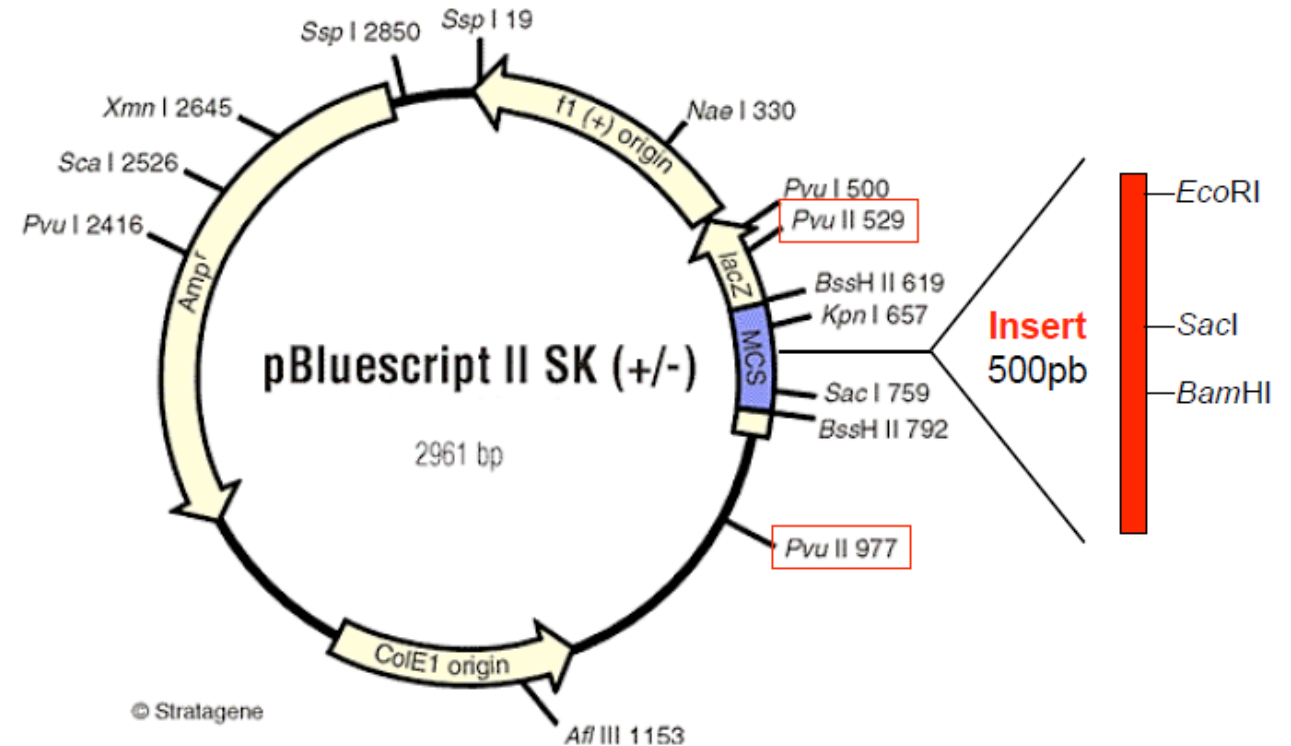 Ssp I 19
Ssp I 2850
Xmn I 2645
Sca I 2526
Pvu I 2416
Ampʳ
f1 (+) origin
Nae I 330
Pvu I 500
Pvu II 529
lacZ
BssH II 619
Kpn I 657
MCS
Sac I 759
BssH II 792
Pvu II 977
pBluescript II SK (+/-)
2961 bp
ColE1 origin
Afl III 1153
© Stratagene
Insert
500pb
EcoRI
SacI
BamHI